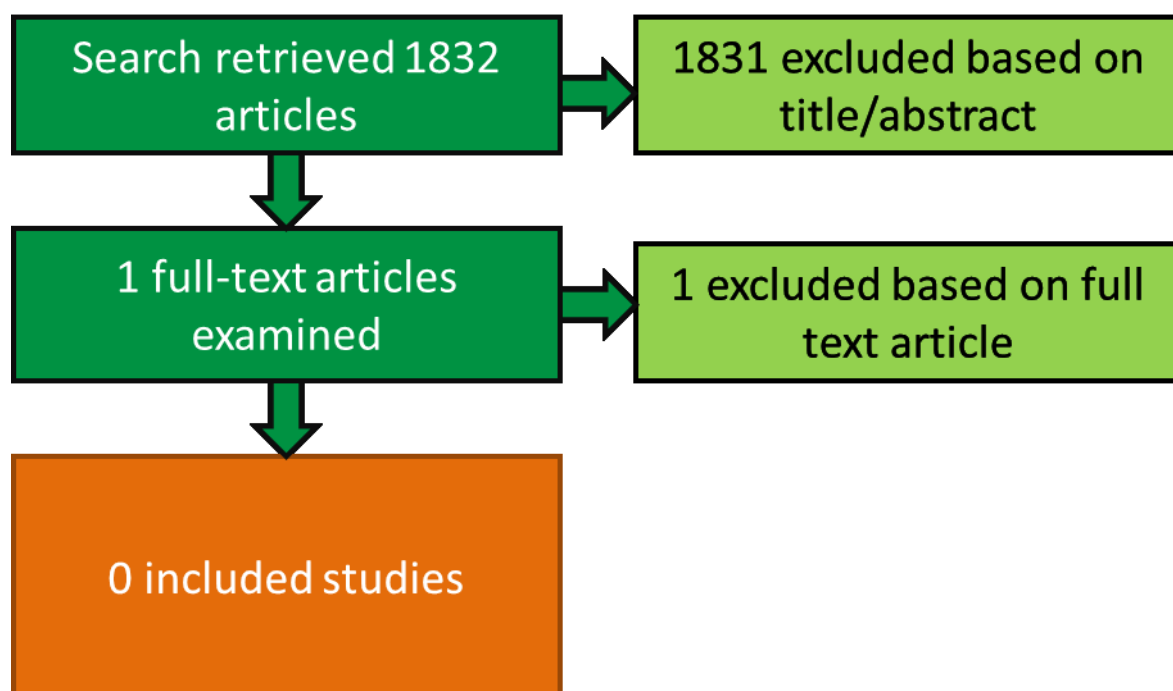 Search retrieved 1832
articles
1831 excluded based on
title/abstract
1 full-text articles
examined
1 excluded based on full
text article
0 included studies